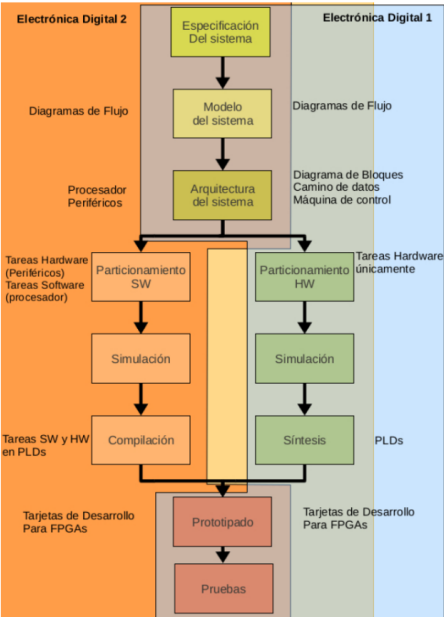 Electrónica Digital 2
Electrónica Digital 1
Especificación
Del sistema
Diagramas de Flujo
Modelo
del sistema
Diagramas de Flujo
Procesador
Periféricos
Arquitectura
del sistema
Diagrama de Bloques
Camino de datos
Máquina de control
Tareas Hardware
(Periféricos)
Tareas Software
(procesador)
Particionamiento
SW
Particionamiento
HW
Tareas Hardware
únicamente
Simulación
Simulación
Tareas SW y HW
en PLDs
Compilación
Síntesis
PLDs
Tarjetas de Desarrollo
Para FPGAs
Prototipado
Tarjetas de Desarrollo
Para FPGAs
Pruebas